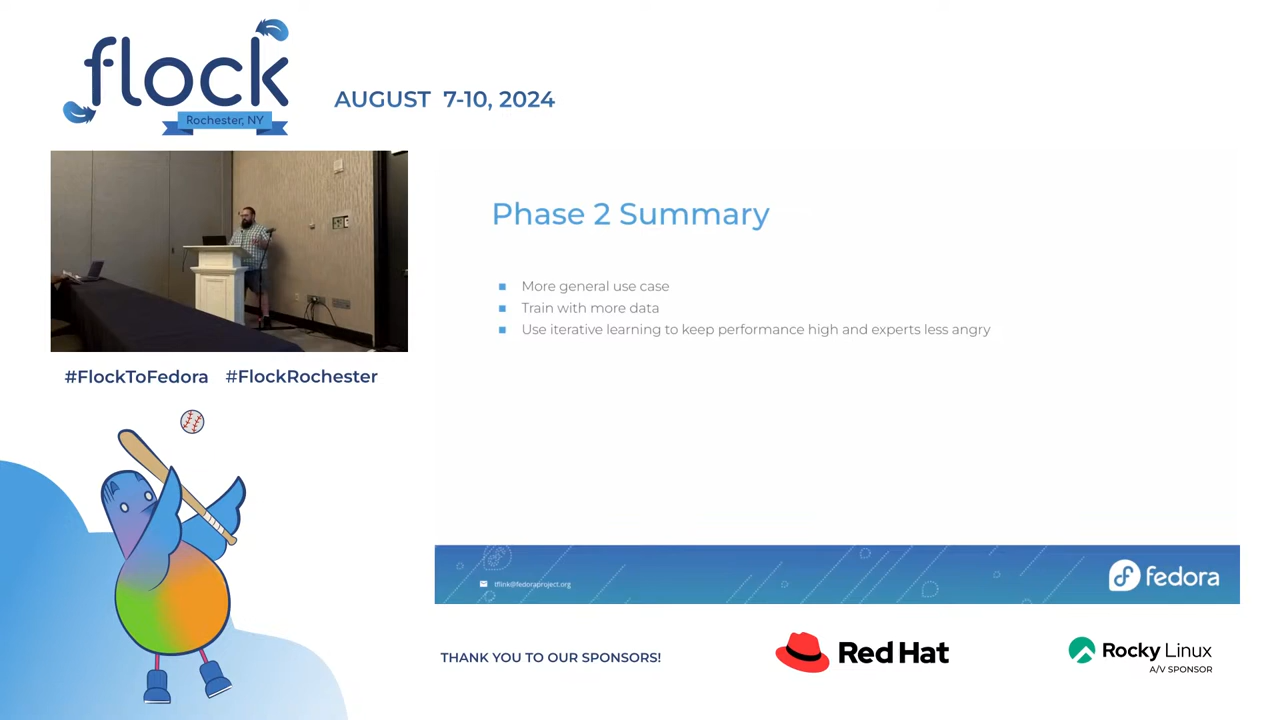 flock
Rochester, NY
AUGUST 7-10, 2024
#FlockToFedora #FlockRochester
Phase 2 Summary
More general use case
Train with more data
Use iterative learning to keep performance high and experts less angry
tflink@fedoraproject.org
fedora
THANK YOU TO OUR SPONSORS!
Red Hat
Rocky Linux
A/V SPONSOR